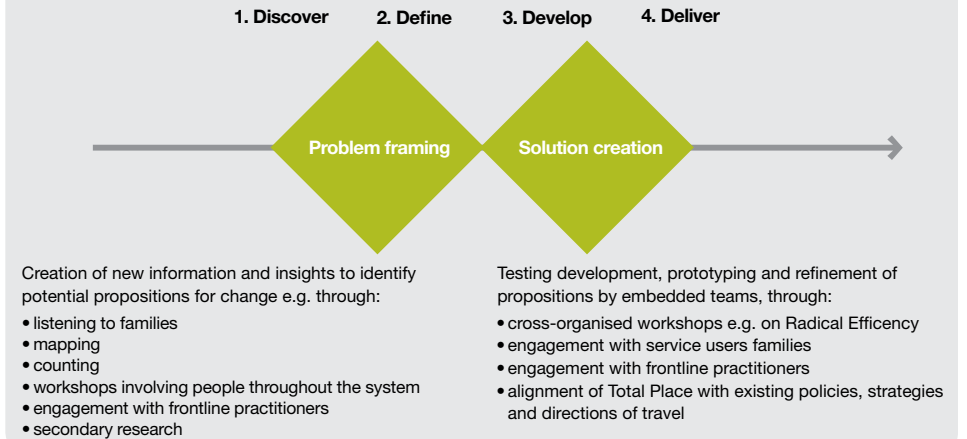 1. Discover 2. Define 3. Develop 4. Deliver
Problem framing Solution creation
Creation of new information and insights to identify
potential propositions for change e.g. through:
• listening to families
• mapping
• counting
• workshops involving people throughout the system
• engagement with frontline practitioners
• secondary research
Testing development, prototyping and refinement of
propositions by embedded teams, through:
• cross-organised workshops e.g. on Radical Efficency
• engagement with service users families
• engagement with frontline practitioners
• alignment of Total Place with existing policies, strategies
and directions of travel